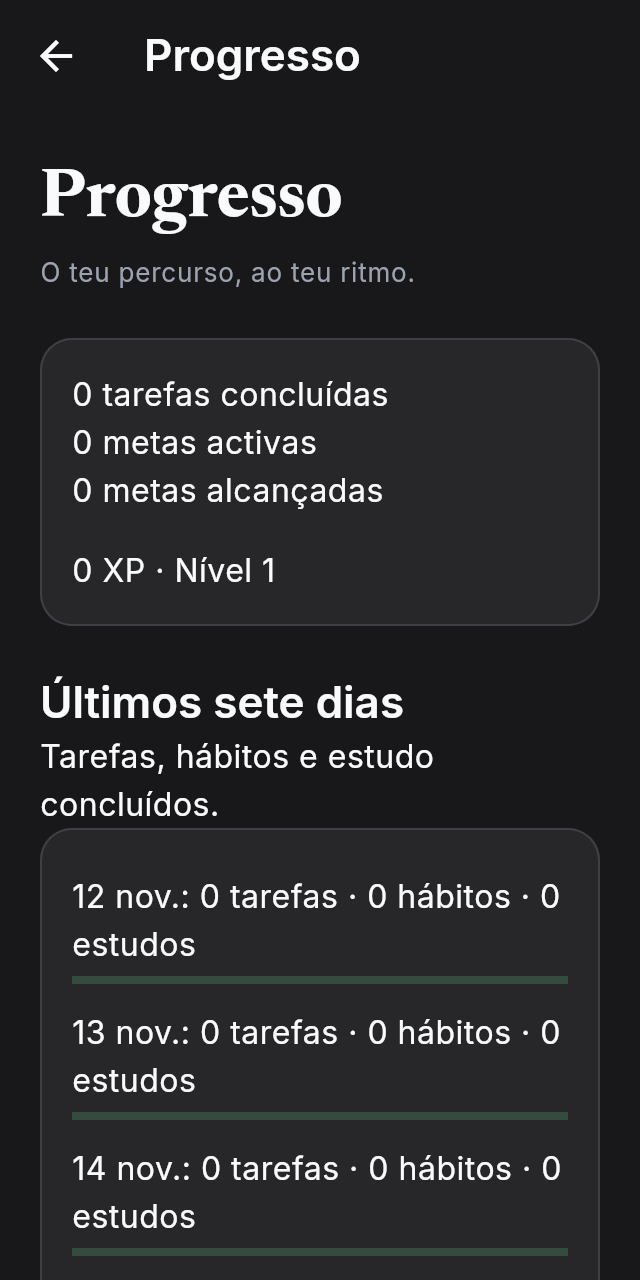 Progresso
Progresso
O teu percurso, ao teu ritmo.
0 tarefas concluídas
0 metas activas
0 metas alcançadas
0 XP · Nível 1
Últimos sete dias
Tarefas, hábitos e estudo
concluídos.
12 nov.: 0 tarefas · 0 hábitos · 0
estudos
13 nov.: 0 tarefas · 0 hábitos · 0
estudos
14 nov.: 0 tarefas · 0 hábitos · 0
estudos